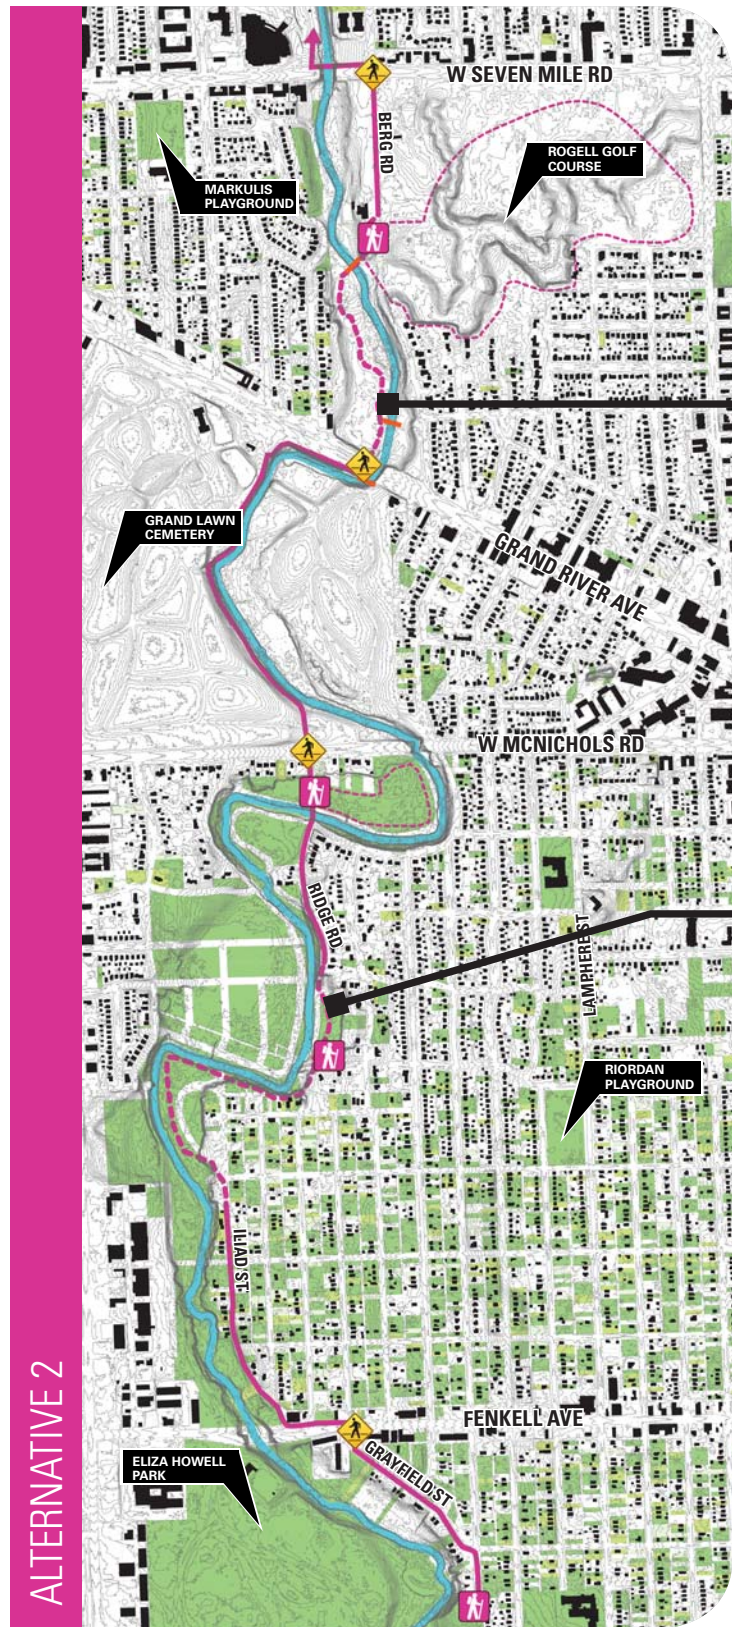 W SEVEN MILE RD
BERG RD
ROGELL GOLF
COURSE
MARKULIS
PLAYGROUND
GRAND LAWN
CEMETERY
GRAND RIVER AVE
W MCNICHOLS RD
RIDGE RD
LAMPHERE ST
RIORDAN
PLAYGROUND
ILIAD ST
FENKELL AVE
GRAYFIELD ST
ELIZA HOWELL
PARK
ALTERNATIVE 2